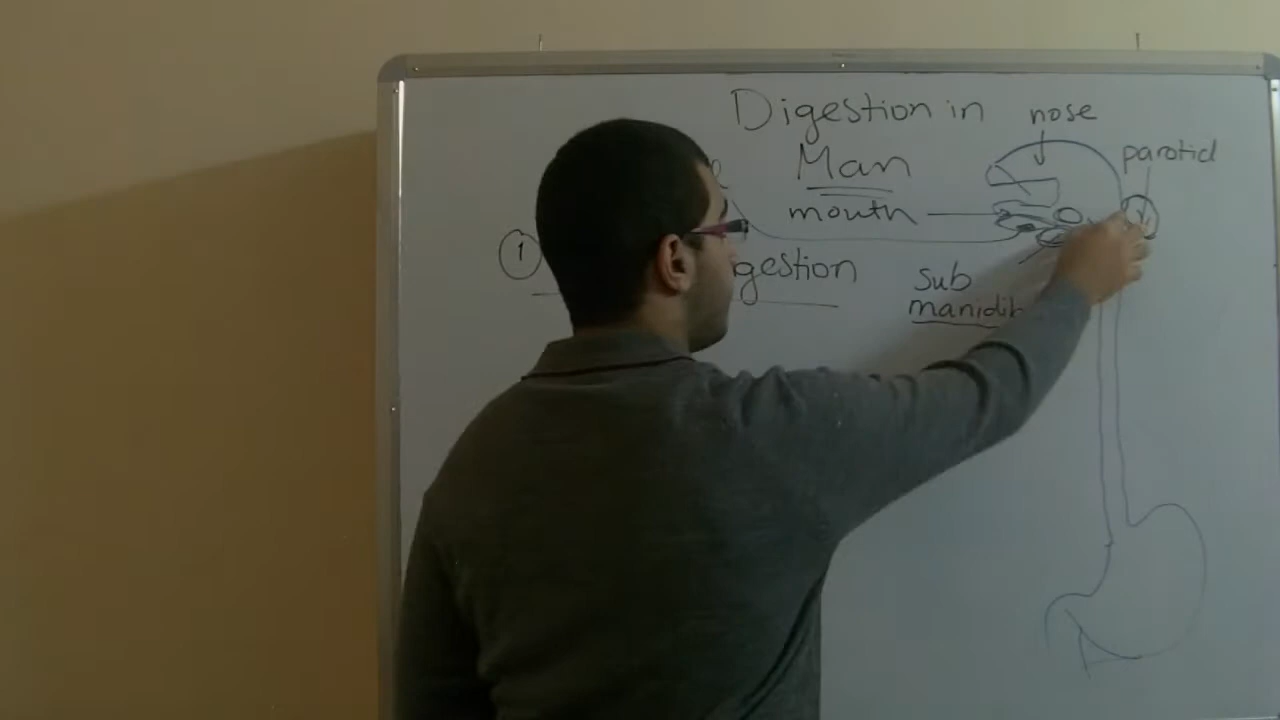 Digestion in
Man
nose
parotid
mouth
1
gestion
sub
manidib